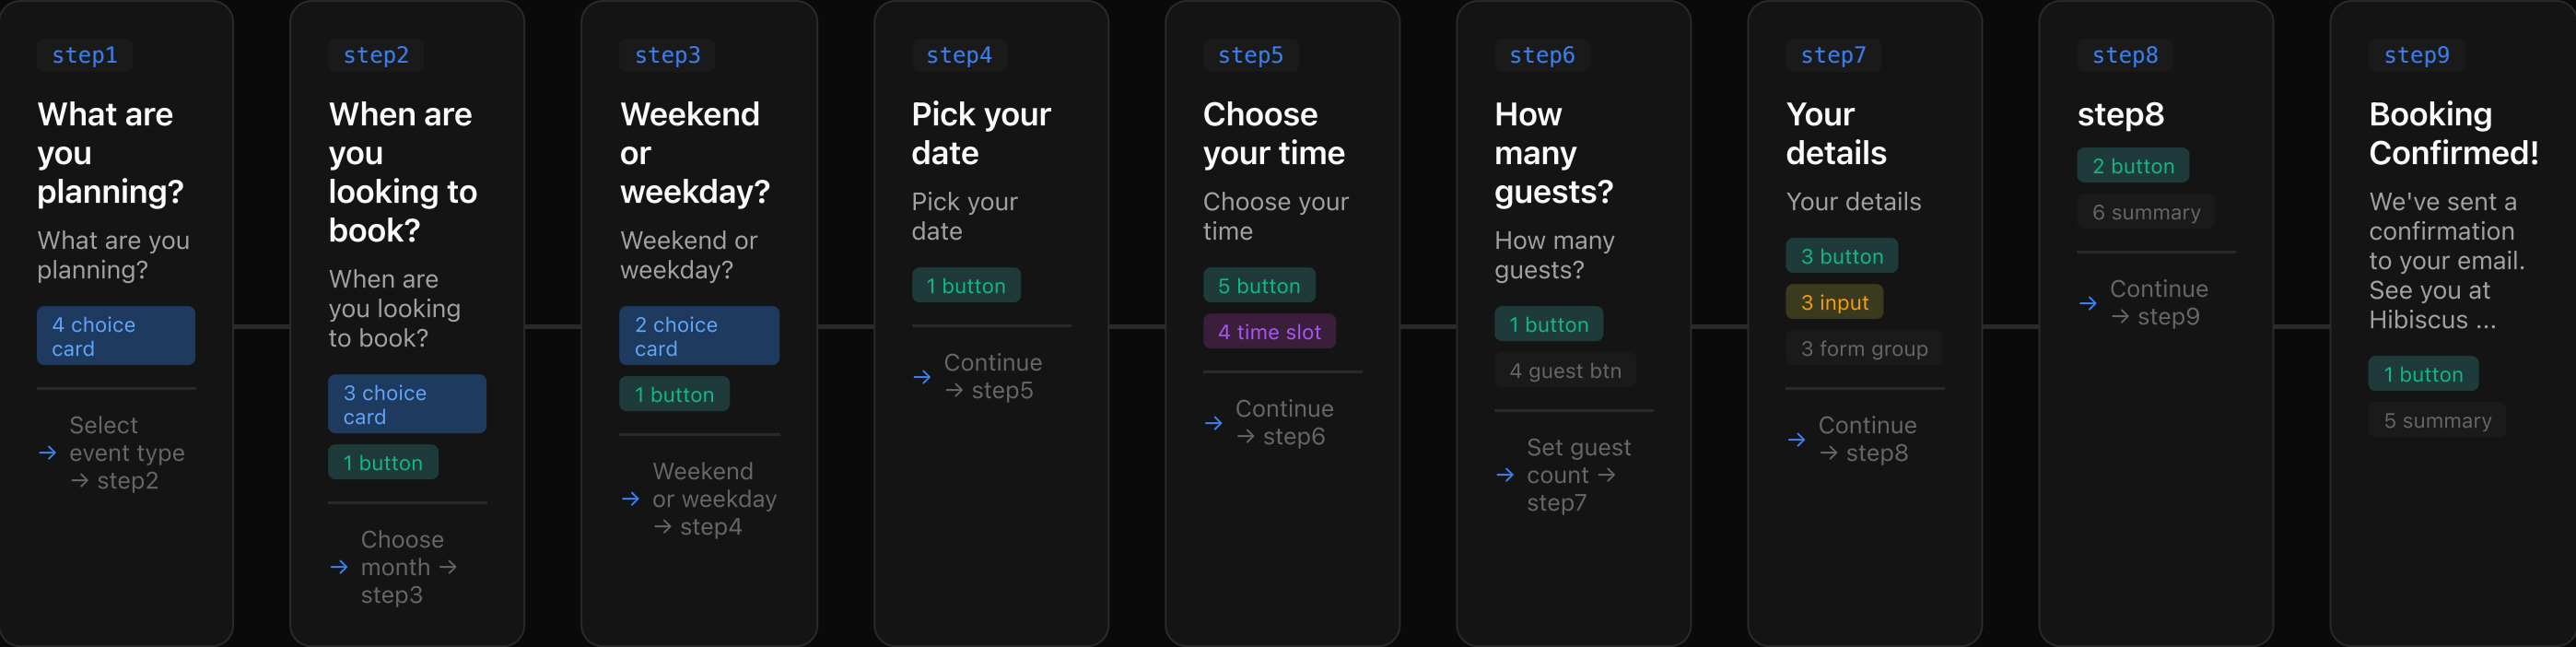 step1
What are
you
planning?
What are you
planning?
4 choice
card
Select
→ event type
→ step2
step2
When are
you
looking to
book?
When are
you looking
to book?
3 choice
card
1 button
Choose
→ month →
step3
step3
Weekend
or
weekday?
Weekend or
weekday?
2 choice
card
1 button
Weekend
→ or weekday
→ step4
step4
Pick your
date
Pick your
date
1 button
→ Continue
→ step5
step5
Choose
your time
Choose your
time
5 button
4 time slot
→ Continue
→ step6
step6
How
many
guests?
How many
guests?
1 button
4 guest btn
Set guest
→ count →
step7
step7
Your
details
Your details
3 button
3 input
3 form group
→ Continue
→ step8
step8
step8
2 button
6 summary
→ Continue
→ step9
step9
Booking
Confirmed!
We've sent a
confirmation
to your email.
See you at
Hibiscus ...
1 button
5 summary